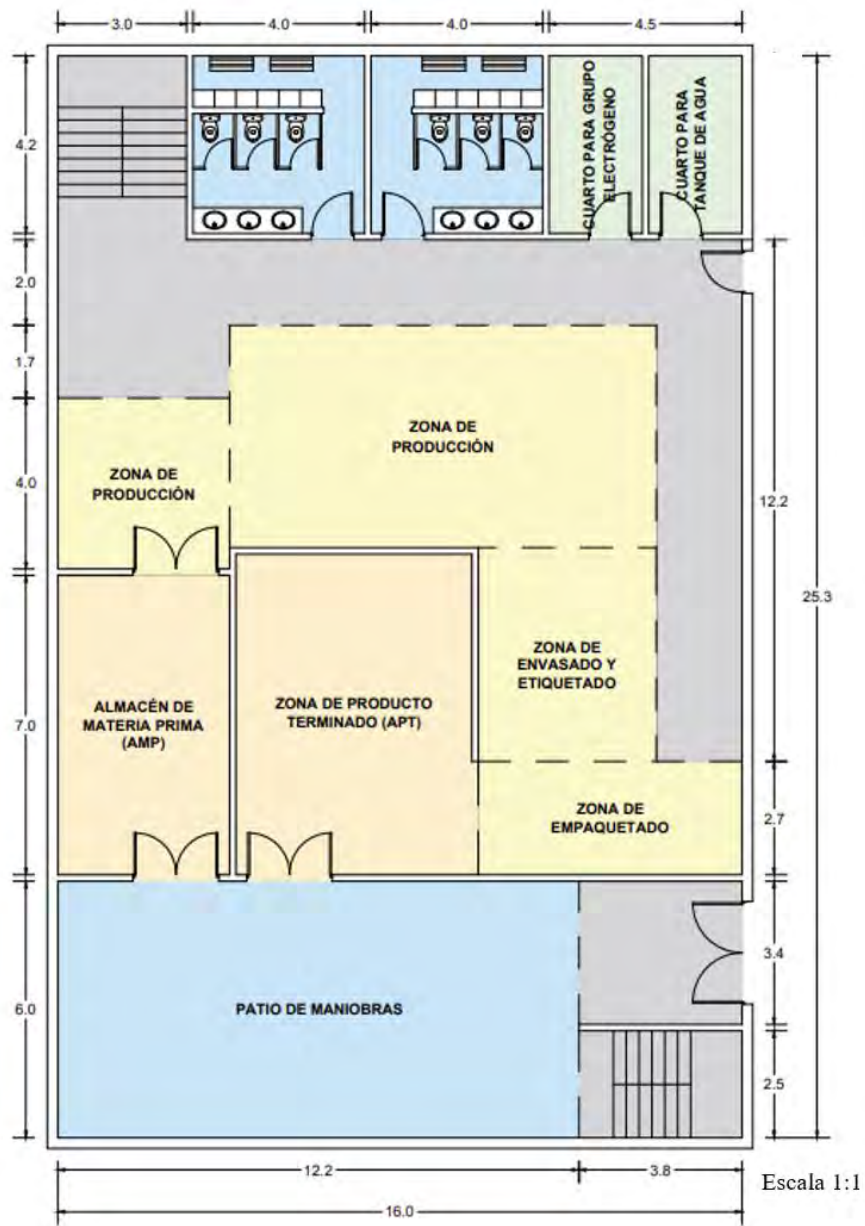 3.0
4.0
4.0
4.5
CUARTO PARA GRUPO
ELECTRÓGENO
CUARTO PARA
TANQUE DE AGUA
4.2
2.0
1.7
ZONA DE
PRODUCCIÓN
4.0
ZONA DE
PRODUCCIÓN
12.2
25.3
ZONA DE
ENVASADO Y
ETIQUETADO
ALMACÉN DE
MATERIA PRIMA
(AMP)
ZONA DE PRODUCTO
TERMINADO (APT)
7.0
ZONA DE
EMPAQUETADO
2.7
3.4
6.0
PATIO DE MANIOBRAS
2.5
12.2
3.8
Escala 1:1
16.0